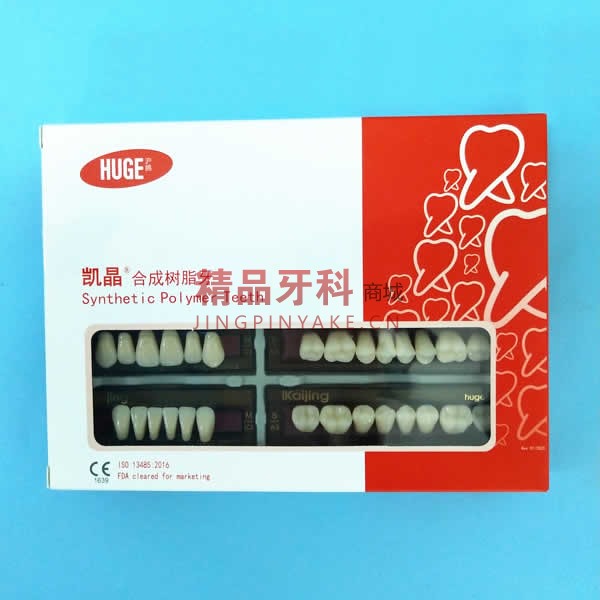 HUGE 沪鸽
凯晶® 合成树脂牙
Synthetic Polymer Teeth
精品牙科 商城
JINGPINYAKE.CN
jing
Kaijing
huge
CE
1639
ISO 13485:2016
FDA cleared for marketing